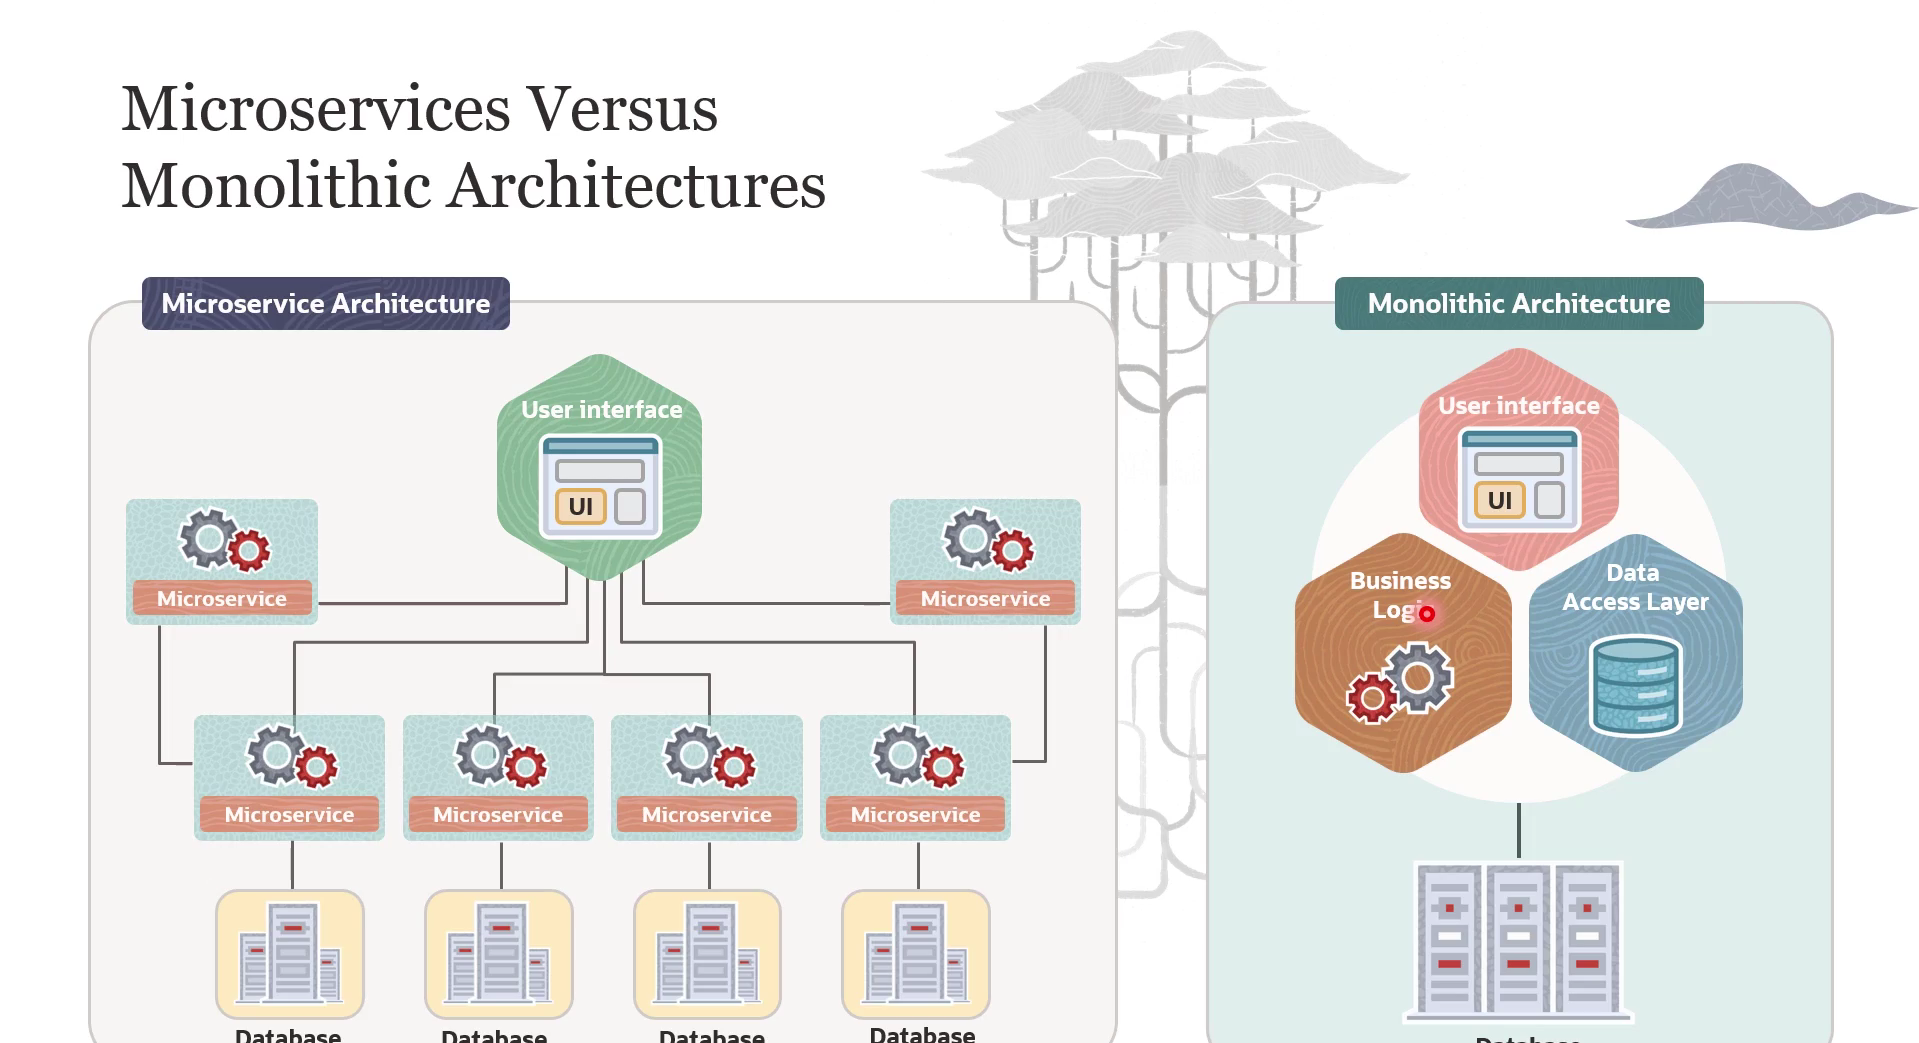 Microservices Versus
Monolithic Architectures
Microservice Architecture
User interface
UI
Microservice
Microservice
Microservice
Microservice
Microservice
Microservice
Database
Database
Database
Database
Monolithic Architecture
User interface
UI
Business
Logic
Data
Access Layer
Database